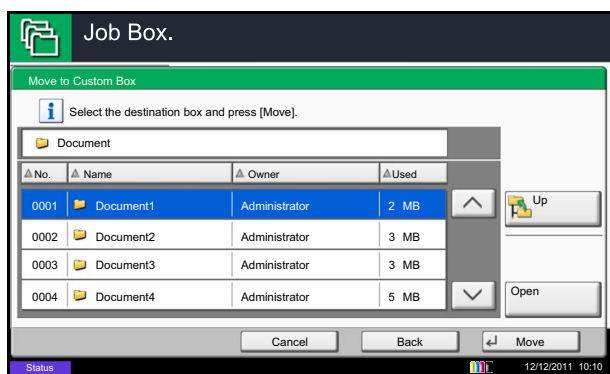 Job Box.
Move to Custom Box
i Select the destination box and press [Move].
Document
No. Name Owner Used
0001 Document1 Administrator 2 MB
Up
0002 Document2 Administrator 3 MB
0003 Document3 Administrator 3 MB
0004 Document4 Administrator 5 MB
Open
Cancel Back Move
Status 12/12/2011 10:10